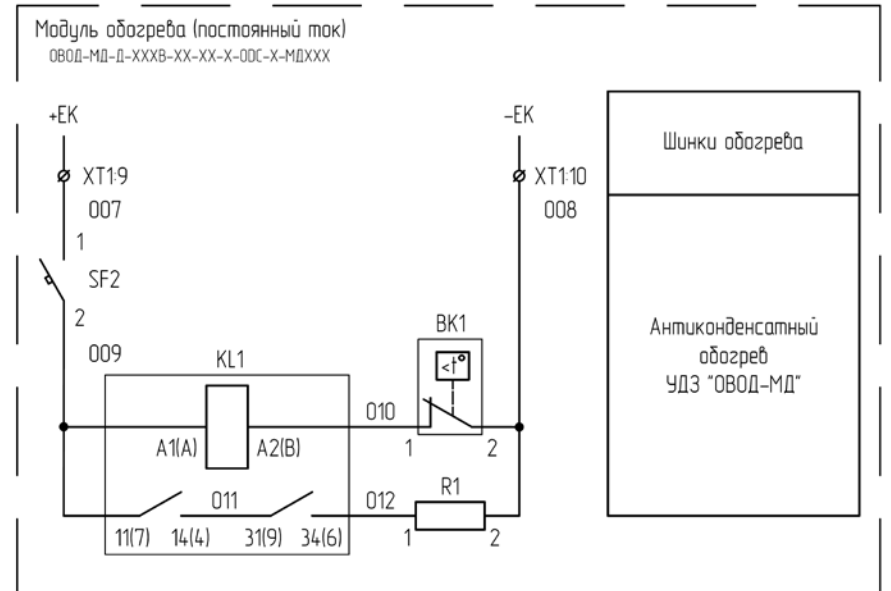 Модуль обогрева (постоянный ток)
ОВОД-МД-Д-XXXВ-XX-XX-X-ODC-X-МДXXX
+EK
-EK
Шинки обогрева
XT1:9
XT1:10
007
008
1
SF2
2
009
KL1
BK1
<t°
Антиконденсатный
обогрев
УДЗ "ОВОД-МД"
A1(A)
A2(B)
010
1
2
011
012
R1
11(7)
14(4)
31(9)
34(6)
1
2